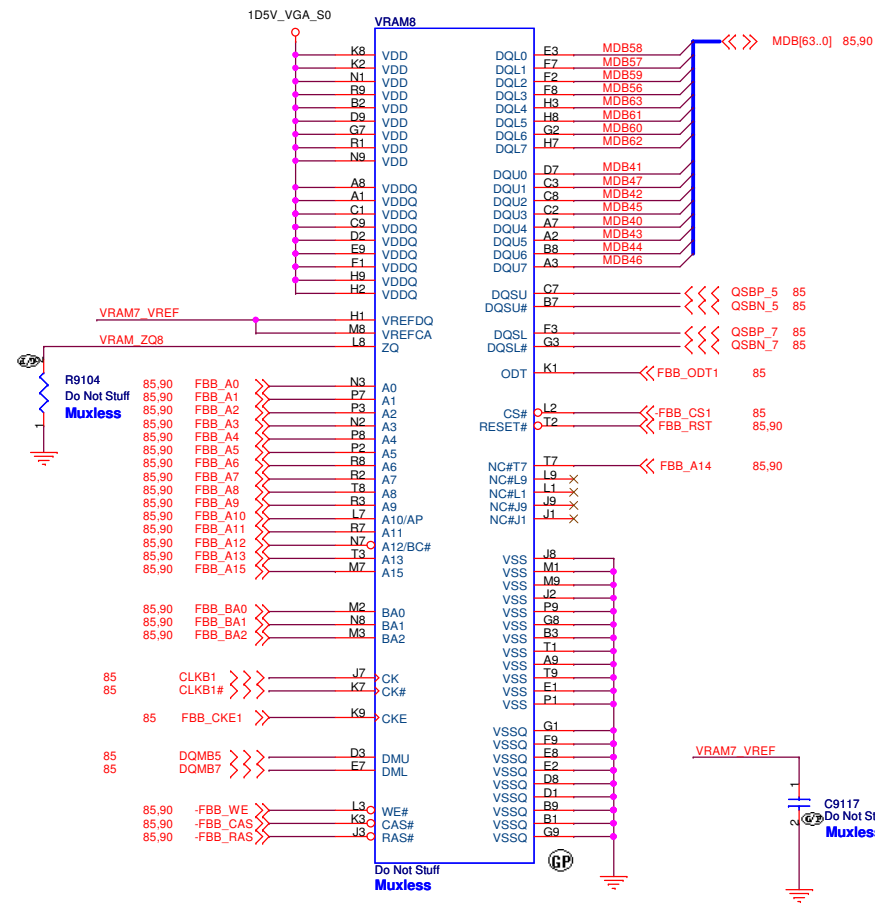 1D5V_VGA_S0
VRAM8
MDB[63..0] 85,90
K8 VDD DQL0 E3 MDB58
K2 VDD DQL1 F7 MDB57
N1 VDD DQL2 F2 MDB59
R9 VDD DQL3 F8 MDB56
B2 VDD DQL4 H3 MDB63
D9 VDD DQL5 H8 MDB61
G7 VDD DQL6 G2 MDB60
R1 VDD DQL7 H7 MDB62
N9 VDD
DQU0 D7 MDB41
A8 VDDQ DQU1 C3 MDB47
A1 VDDQ DQU2 C8 MDB42
C1 VDDQ DQU3 C2 MDB45
C9 VDDQ DQU4 A7 MDB40
D2 VDDQ DQU5 A2 MDB43
E9 VDDQ DQU6 B8 MDB44
F1 VDDQ DQU7 A3 MDB46
H9 VDDQ
H2 VDDQ DQSU C7 QSBP_5 85
DQSU# B7 QSBN_5 85
VRAM7_VREF H1 VREFDQ
M8 VREFCA DQSL F3 QSBP_7 85
VRAM_ZQ8 L8 ZQ DQSL# G3 QSBN_7 85
ODT K1 FBB_ODT1 85
R9104
Do Not Stuff
Muxless
1
85,90 FBB_A0 N3 A0
85,90 FBB_A1 P7 A1
85,90 FBB_A2 P3 A2 CS# L2 -FBB_CS1 85
85,90 FBB_A3 N2 A3 RESET# T2 FBB_RST 85,90
85,90 FBB_A4 P8 A4
85,90 FBB_A5 P2 A5
85,90 FBB_A6 R8 A6 NC#T7 T7 FBB_A14 85,90
85,90 FBB_A7 R2 A7 NC#L9 L9
85,90 FBB_A8 T8 A8 NC#L1 L1
85,90 FBB_A9 R3 A9 NC#J9 J9
85,90 FBB_A10 L7 A10/AP NC#J1 J1
85,90 FBB_A11 R7 A11
85,90 FBB_A12 N7 A12/BC#
85,90 FBB_A13 T3 A13 VSS J8
85,90 FBB_A15 M7 A15 VSS M1
VSS M9
VSS J2
85,90 FBB_BA0 M2 BA0 VSS P9
85,90 FBB_BA1 N8 BA1 VSS G8
85,90 FBB_BA2 M3 BA2 VSS B3
VSS T1
VSS A9
85 CLKB1 J7 CK VSS T9
85 CLKB1# K7 CK# VSS E1
VSS P1
85 FBB_CKE1 K9 CKE
VSSQ G1
VSSQ F9
85 DQMB5 D3 DMU VSSQ E8
85 DQMB7 E7 DML VSSQ E2
VSSQ D8
VSSQ D1
85,90 -FBB_WE L3 WE# VSSQ B9
85,90 -FBB_CAS K3 CAS# VSSQ B1
85,90 -FBB_RAS J3 RAS# VSSQ G9
VRAM7_VREF
1
C9117
2
Do Not St
Muxles
Do Not Stuff
Muxless
GP